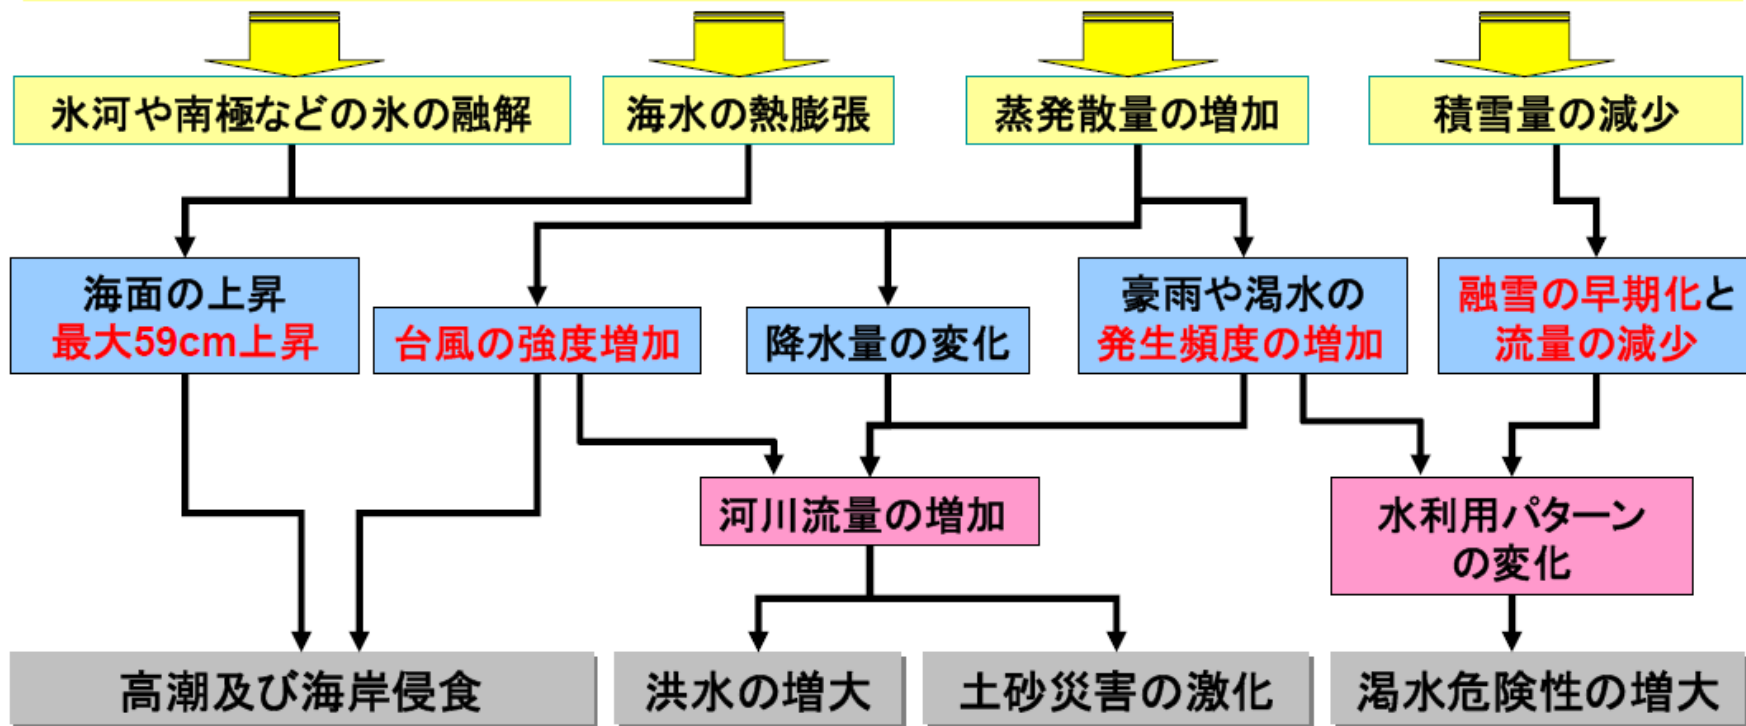 氷河や南極などの氷の融解
海水の熱膨張
蒸発散量の増加
積雪量の減少
海面の上昇
最大59cm上昇
台風の強度増加
降水量の変化
豪雨や渇水の
発生頻度の増加
融雪の早期化と
流量の減少
河川流量の増加
水利用パターン
の変化
高潮及び海岸侵食
洪水の増大
土砂災害の激化
渇水危険性の増大